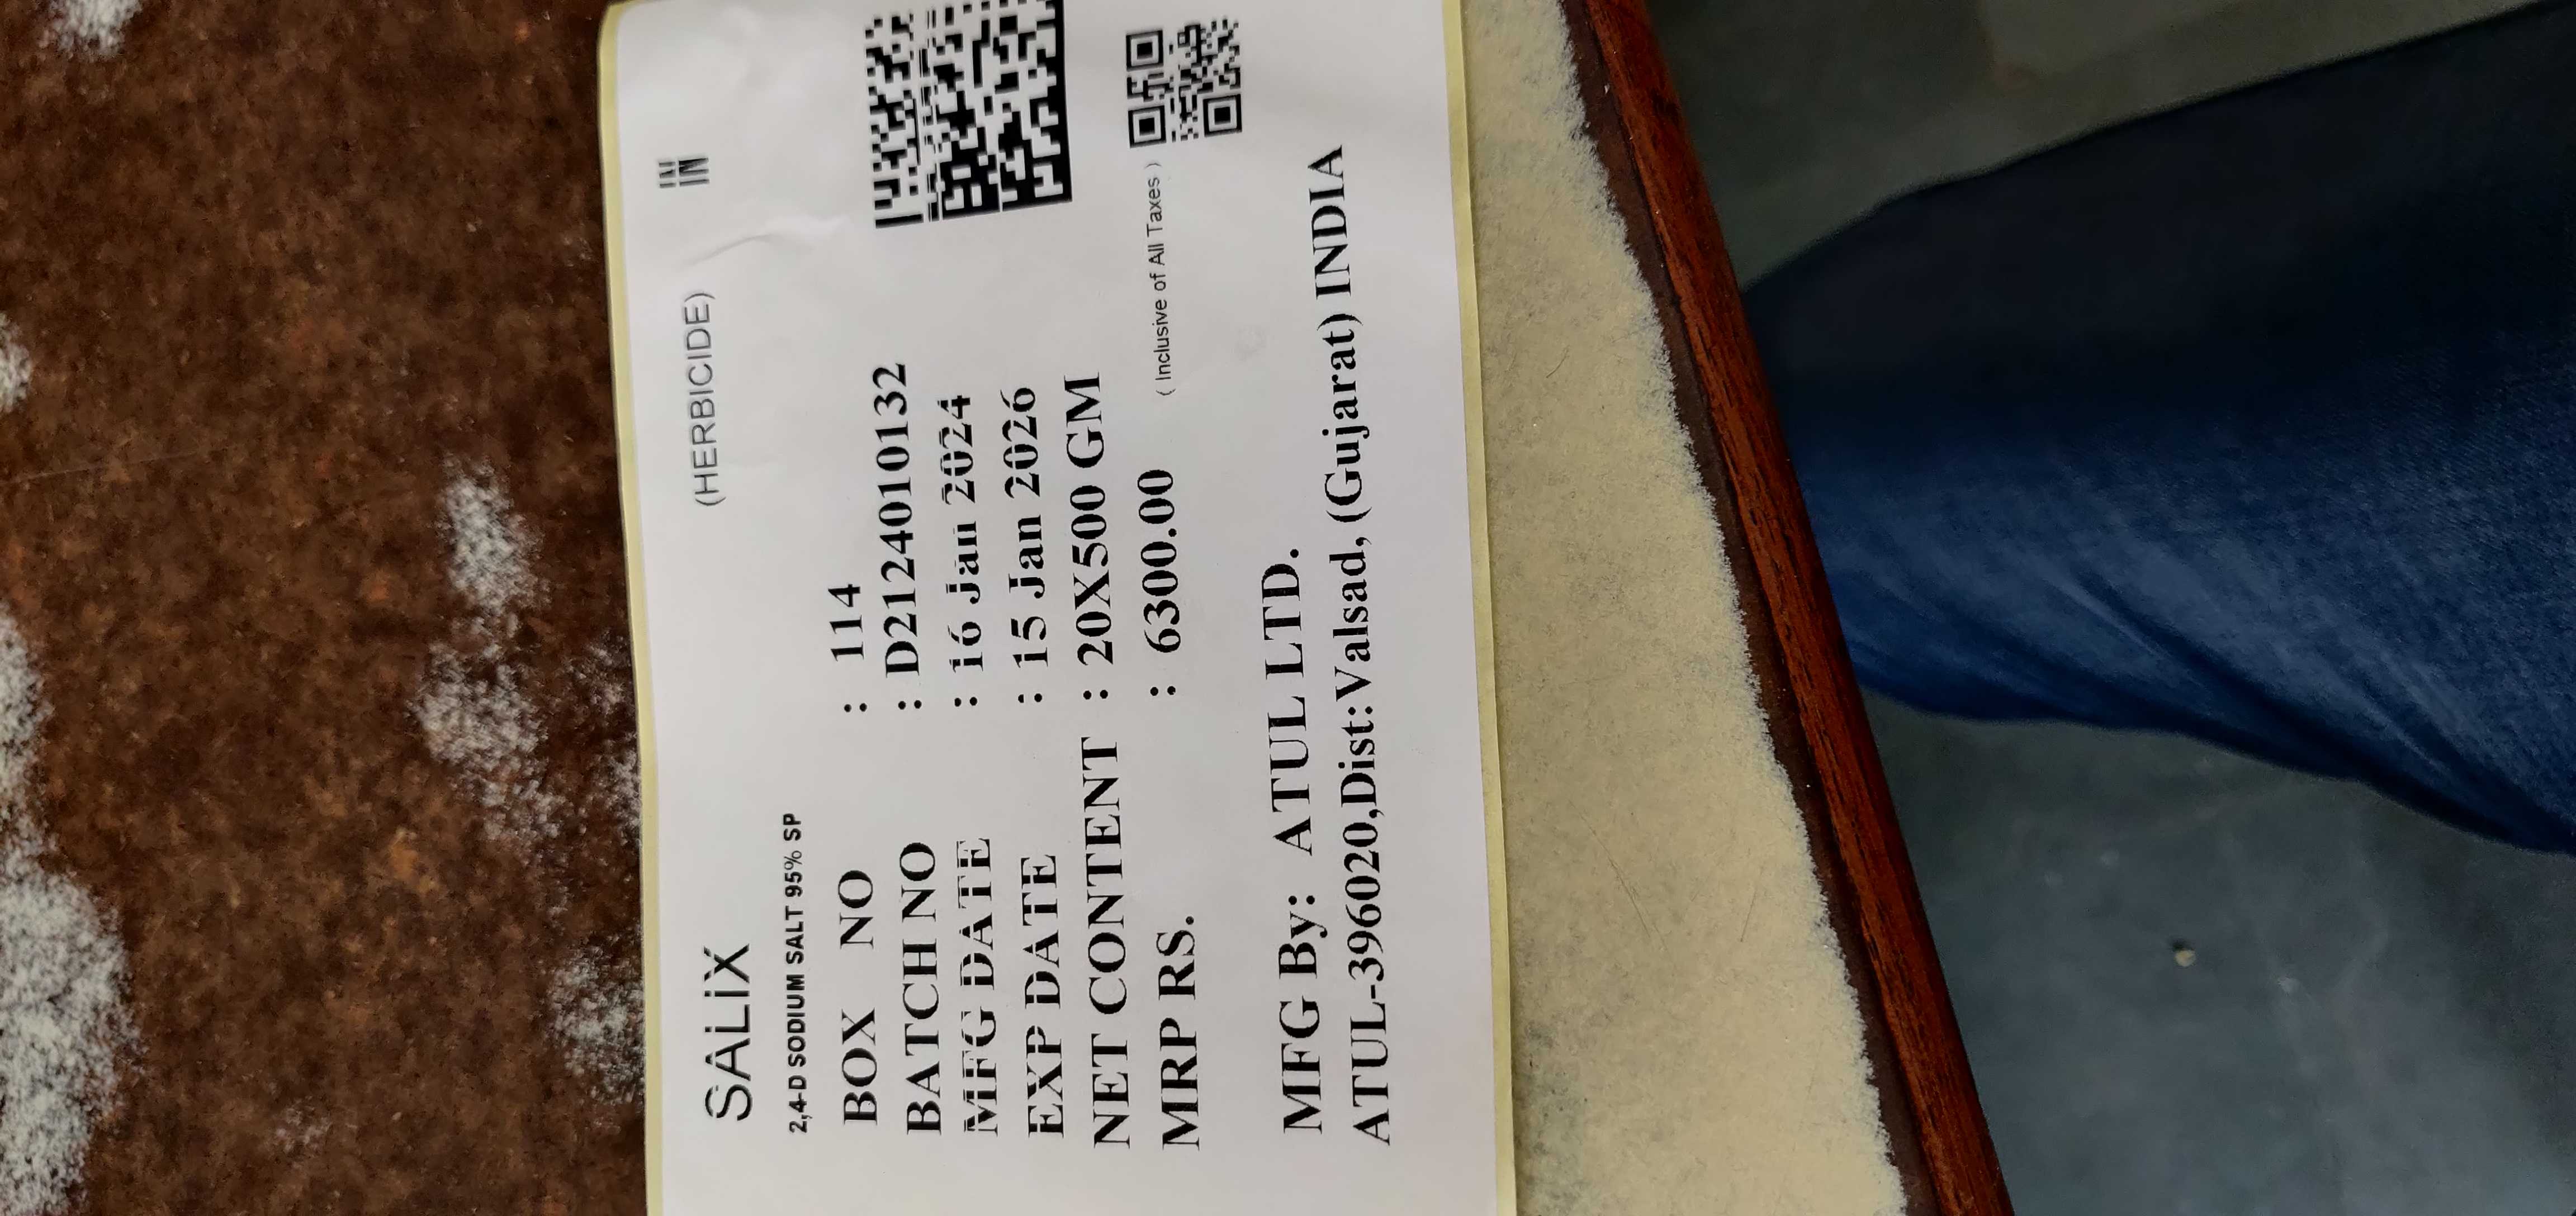 SALIX (HERBICIDE) IN
2,4-D SODIUM SALT 95% SP
BOX NO : 114
BATCH NO : D2124010132
MFG DATE : 16 Jan 2024
EXP DATE : 15 Jan 2026
NET CONTENT : 20X500 GM
MRP RS. : 6300.00 ( Inclusive of All Taxes )
MFG By: ATUL LTD.
ATUL-396020,Dist:Valsad, (Gujarat) INDIA